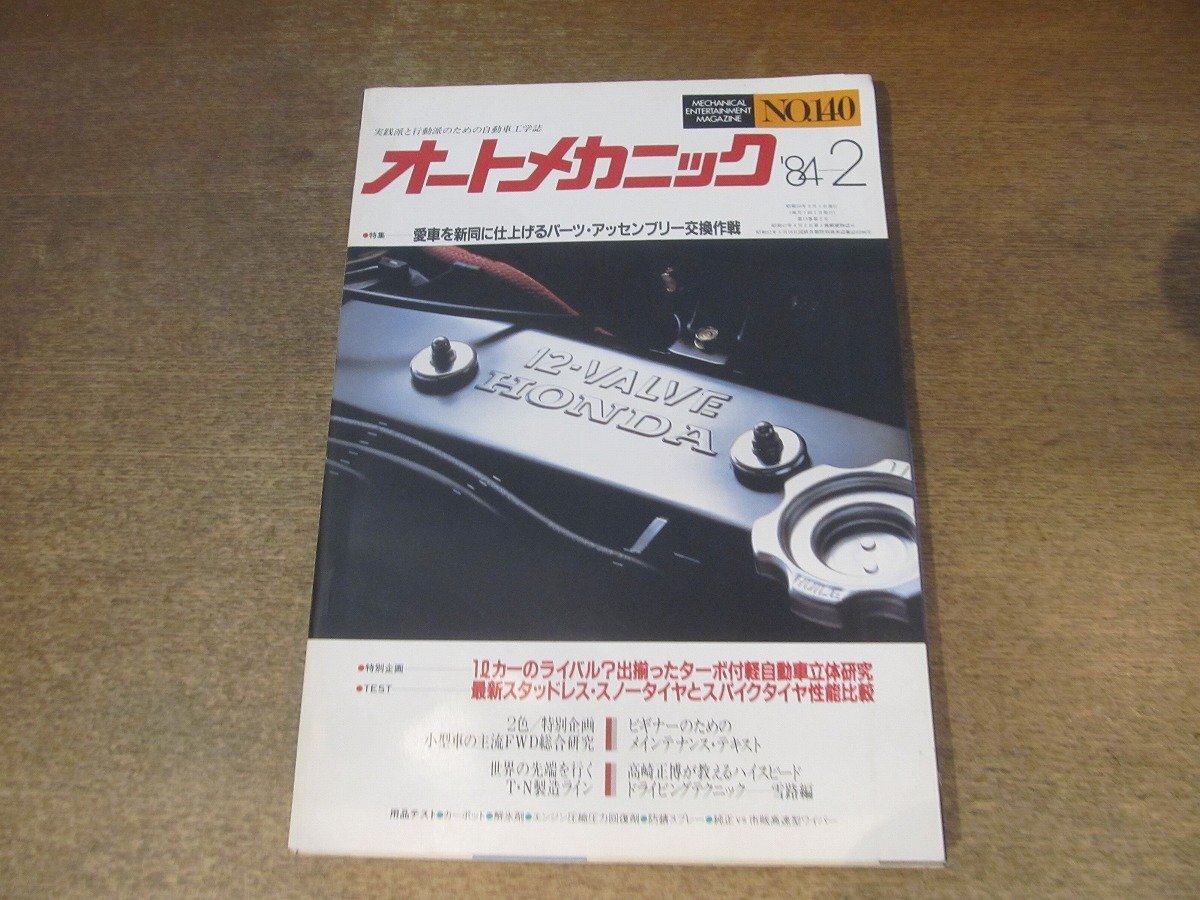 MECHANICAL
ENTERTAINMENT
MAGAZINE
NO.140
実践派と行動派のための自動車工学誌
オートメカニック
'84-2
●特集 愛車を新同に仕上げるパーツ・アッセンブリー交換作戦
12-VALVE
HONDA
●特別企画 1ℓカーのライバル?出揃ったターボ付軽自動車立体研究
●TEST 最新スタッドレス・スノータイヤとスパイクタイヤ性能比較
2色/特別企画
小型車の主流FWD総合研究
ビギナーのための
メインテナンス・テキスト
世界の先端を行く
T・N製造ライン
高崎正博が教えるハイスピード
ドライビングテクニック──雪路編
用品テスト●カーポット●解氷剤●エンジン圧縮圧力回復剤●防錆スプレー●純正vs市販高速型ワイパー